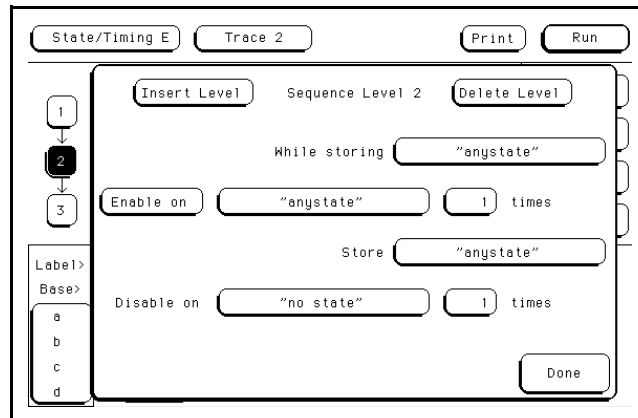 State/Timing E Trace 2 Print Run
Insert Level Sequence Level 2 Delete Level
1
While storing "anystate"
2
Enable on "anystate" 1 times
3
Store "anystate"
Label>
Base>
Disable on "no state" 1 times
a
b
c
d
Done